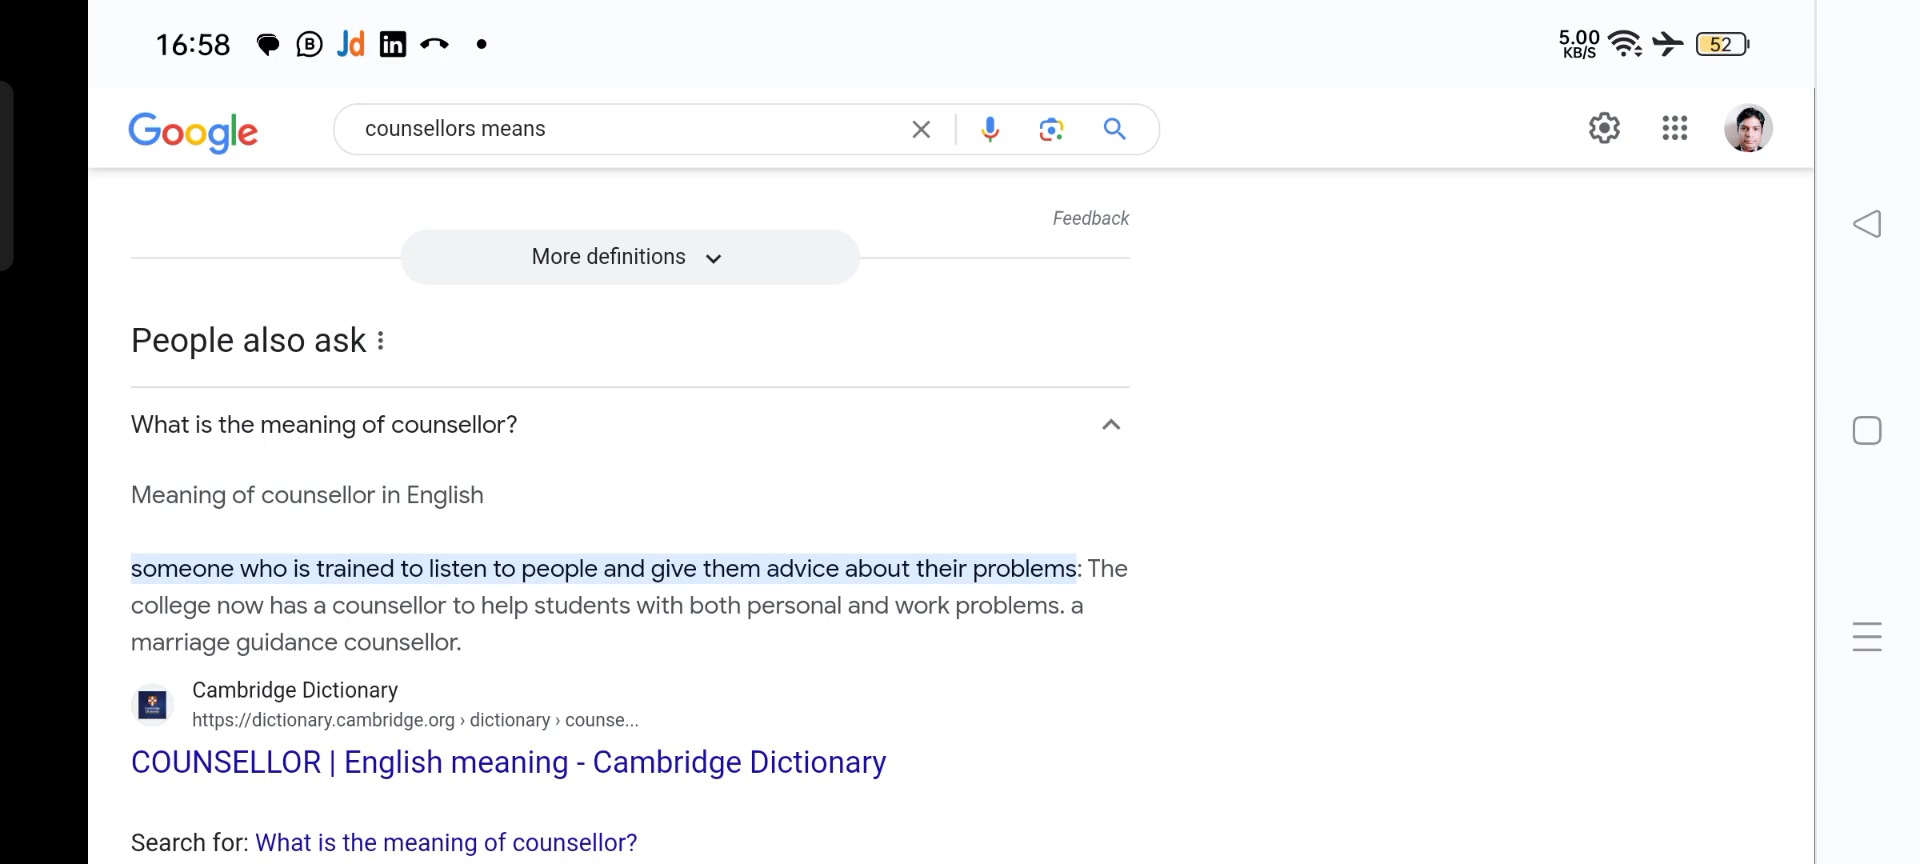 16:58 B Jd in 5.00 KB/S 52
Google counsellors means
Feedback
More definitions
People also ask
What is the meaning of counsellor?
Meaning of counsellor in English
someone who is trained to listen to people and give them advice about their problems: The
college now has a counsellor to help students with both personal and work problems. a
marriage guidance counsellor.
Cambridge Dictionary
https://dictionary.cambridge.org › dictionary › counse...
COUNSELLOR | English meaning - Cambridge Dictionary
Search for: What is the meaning of counsellor?